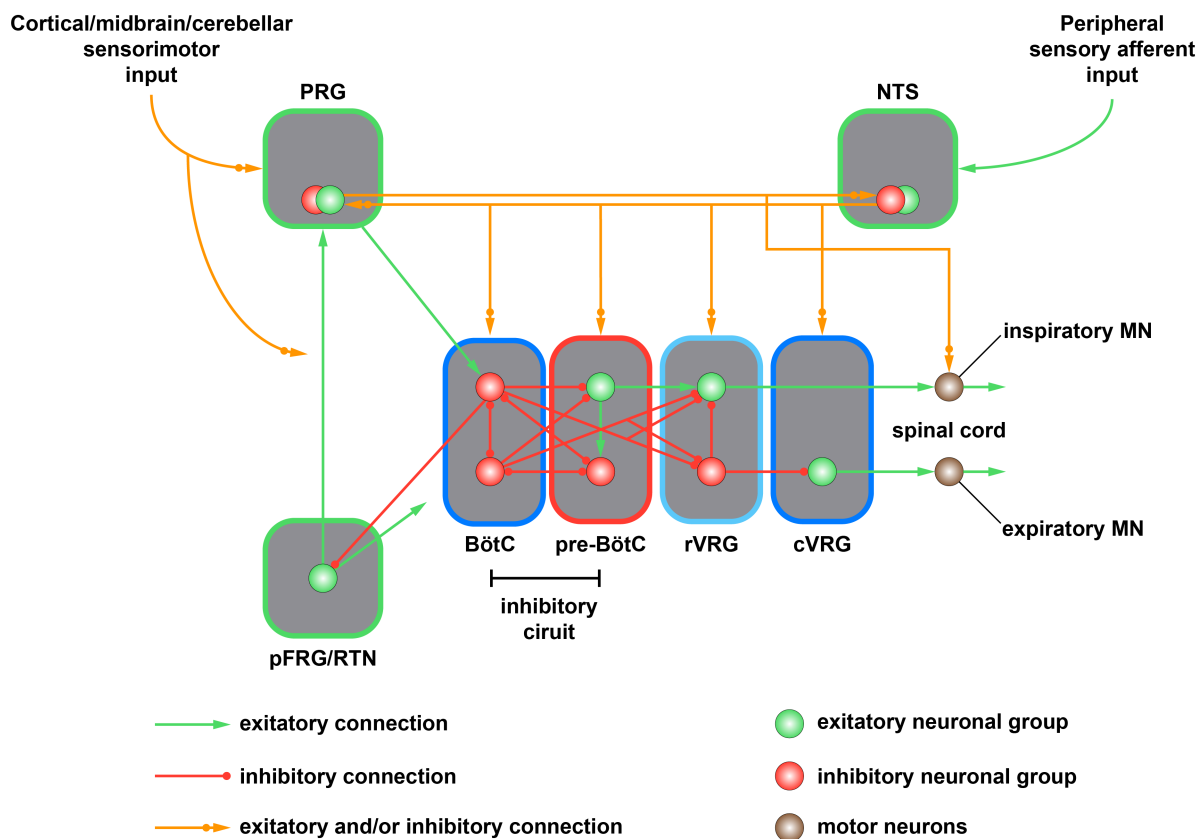 Cortical/midbrain/cerebellar
sensorimotor
input
Peripheral
sensory afferent
input
PRG
NTS
inspiratory MN
spinal cord
expiratory MN
BötC
pre-BötC
rVRG
cVRG
inhibitory
ciruit
pFRG/RTN
exitatory connection
exitatory neuronal group
inhibitory connection
inhibitory neuronal group
exitatory and/or inhibitory connection
motor neurons